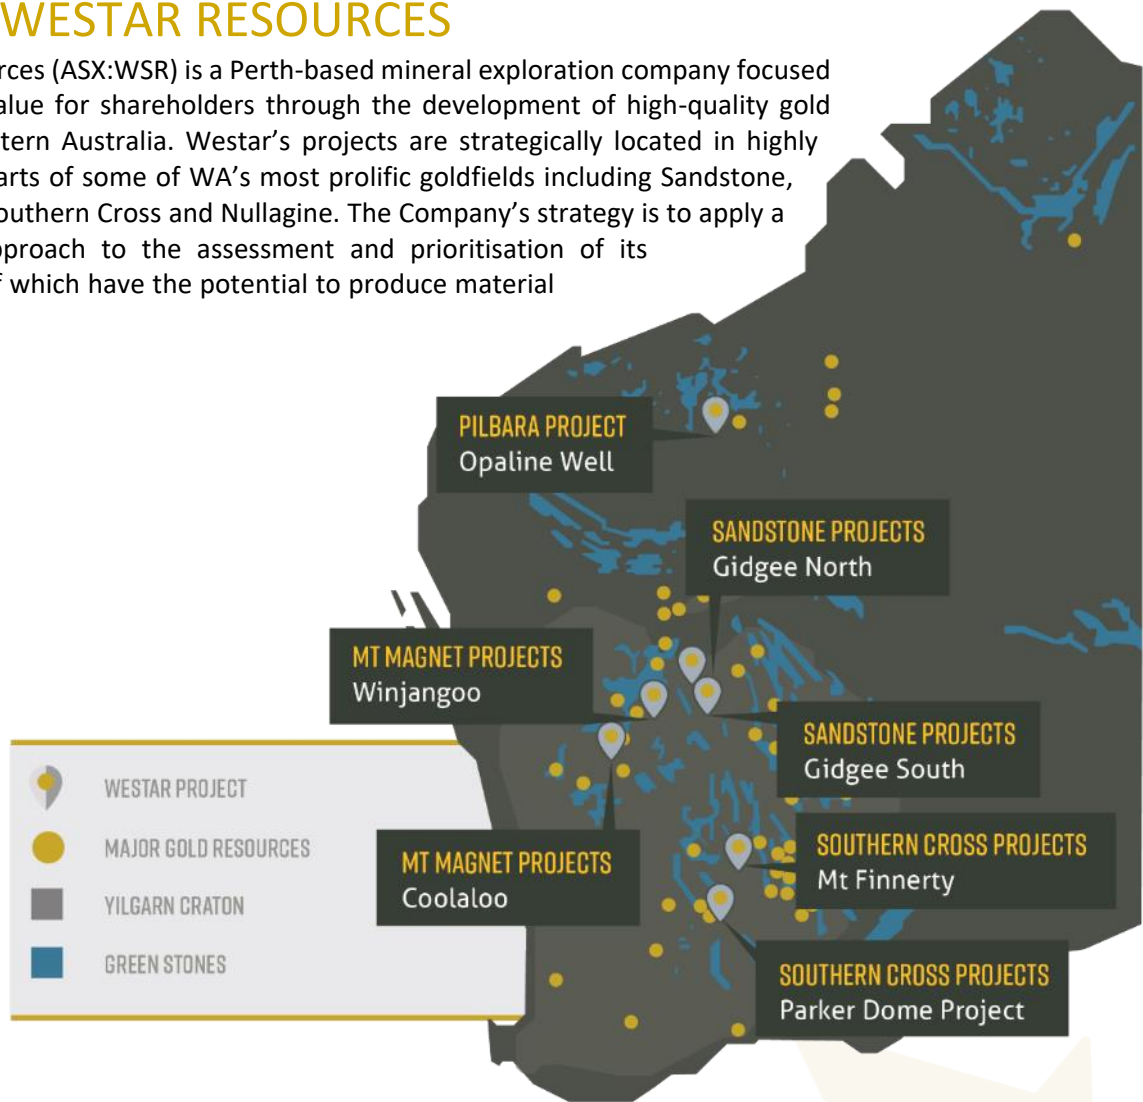 WESTAR RESOURCES
rces (ASX:WSR) is a Perth-based mineral exploration company focused
alue for shareholders through the development of high-quality gold
tern Australia. Westar's projects are strategically located in highly
arts of some of WA's most prolific goldfields including Sandstone,
outhern Cross and Nullagine. The Company's strategy is to apply a
pproach to the assessment and prioritisation of its
f which have the potential to produce material
PILBARA PROJECT
Opaline Well
SANDSTONE PROJECTS
Gidgee North
MT MAGNET PROJECTS
Winjangoo
SANDSTONE PROJECTS
Gidgee South
WESTAR PROJECT
MAJOR GOLD RESOURCES
YILGARN CRATON
GREEN STONES
MT MAGNET PROJECTS
Coolaloo
SOUTHERN CROSS PROJECTS
Mt Finnerty
SOUTHERN CROSS PROJECTS
Parker Dome Project